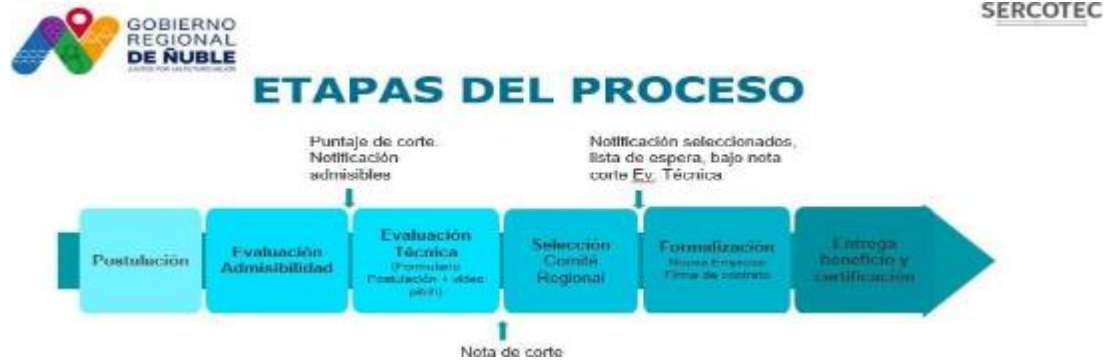 GOBIERNO
REGIONAL
DE ÑUBLE
SERCOTEC
ETAPAS DEL PROCESO
Puntaje de corte.
Notificación
admisibles
Notificación seleccionados,
lista de espera, bajo nota
corte Ev. Técnica
Postulación
Evaluación
Admisibilidad
Evaluación
Técnica
(Formulario
Postulación + video
pitch)
Selección
Comité
Regional
Formalización
Nueva Empresa
Firma de contrato
Entrega
beneficio y
certificación
Nota de corte